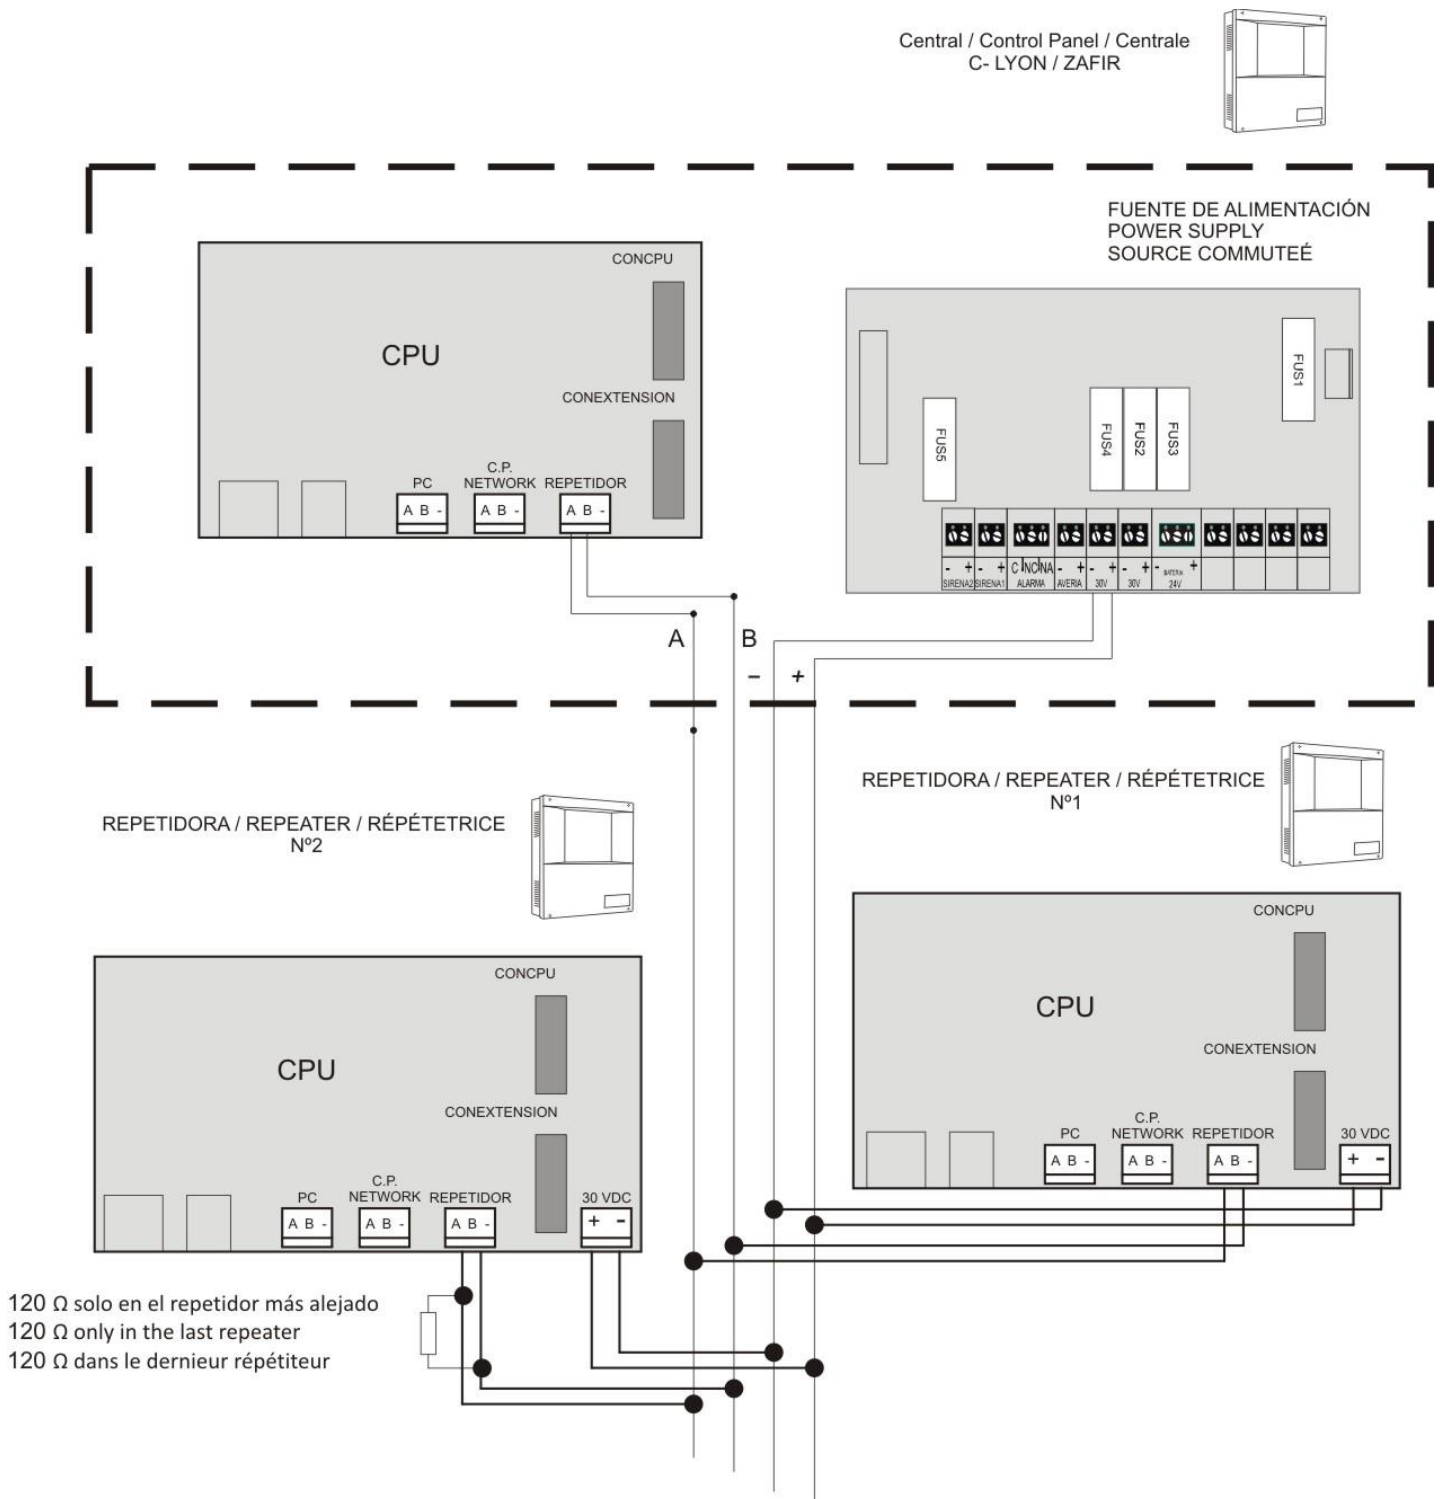 Central / Control Panel / Centrale
C- LYON / ZAFIR
FUENTE DE ALIMENTACIÓN
POWER SUPPLY
SOURCE COMMUTEÉ
CONCPU
CPU
CONEXTENSION
PC
C.P.
NETWORK
REPETIDOR
A B -
A B -
A B -
FUS1
FUS5
FUS4
FUS2
FUS3
- +
SIRENA2
- +
SIRENA1
C NC NA
ALARMA
- +
AVERIA
- +
30V
- +
30V
- BATERIA +
24V
A
B
- +
REPETIDORA / REPEATER / RÉPÉTETRICE
Nº1
REPETIDORA / REPEATER / RÉPÉTETRICE
Nº2
CONCPU
CPU
CONEXTENSION
PC
C.P.
NETWORK
REPETIDOR
30 VDC
A B -
A B -
A B -
+ -
CONCPU
CPU
CONEXTENSION
PC
C.P.
NETWORK
REPETIDOR
30 VDC
A B -
A B -
A B -
+ -
120 Ω solo en el repetidor más alejado
120 Ω only in the last repeater
120 Ω dans le dernieur répétiteur